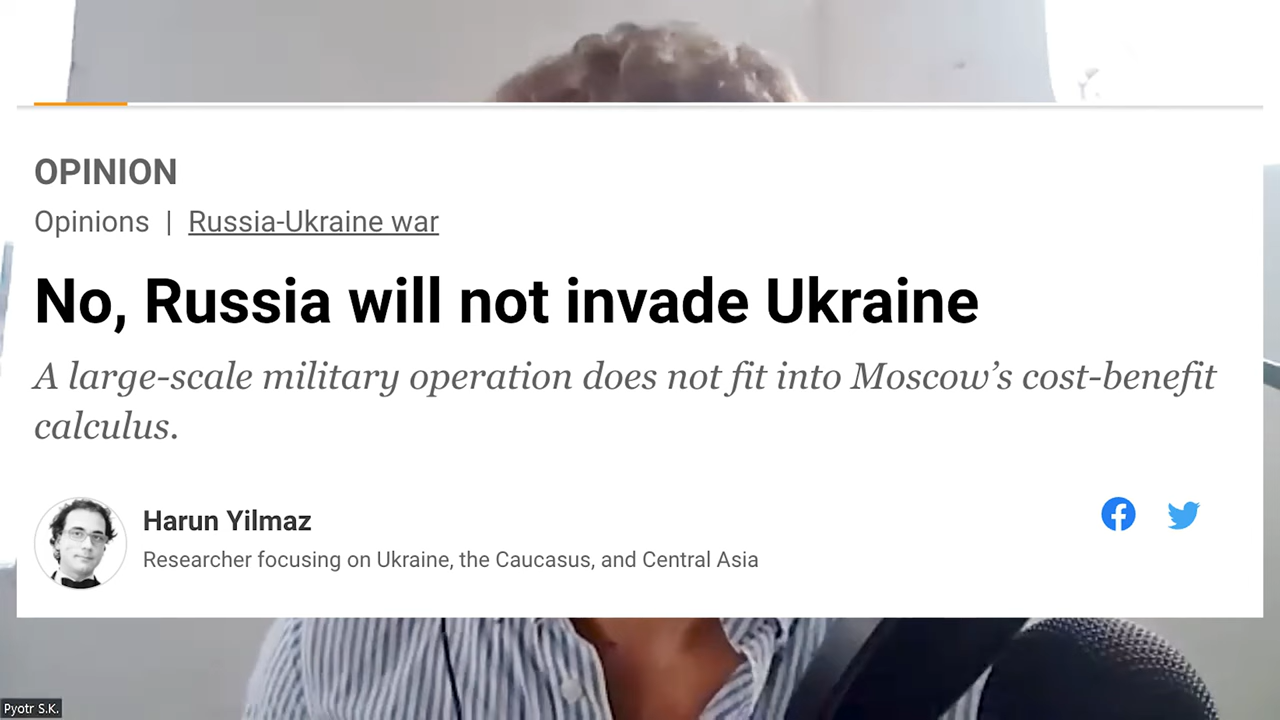 OPINION
Opinions | Russia-Ukraine war
No, Russia will not invade Ukraine
A large-scale military operation does not fit into Moscow’s cost-benefit
calculus.
Harun Yilmaz
Researcher focusing on Ukraine, the Caucasus, and Central Asia
Pyotr S.K.